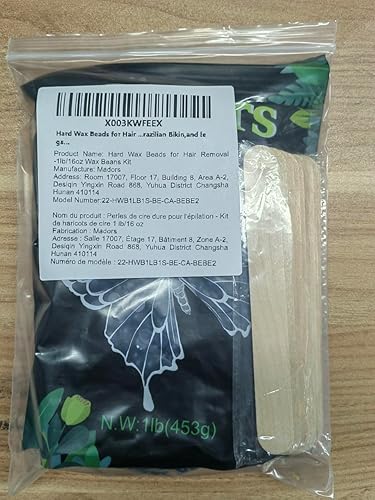 X003KWFEEX
Hard Wax Beads for Hair ...razilian Bikin,and le
gs...
Product Name: Hard Wax Beads for Hair Removal
-1lb/16oz Wax Beans Kit
Manufacture: Madors
Address: Room 17007, Floor 17, Building 8, Area A-2,
Desiqin Yingxin Road 868, Yuhua District Changsha
Hunan 410114
Model Number:22-HWB1LB1S-BE-CA-BEBE2
Nom du produit : Perles de cire dure pour l'épilation - Kit
de haricots de cire 1 lb/16 oz
Fabrication : Madors
Adresse : Salle 17007, Étage 17, Bâtiment 8, Zone A-2,
Desiqin Yingxin Road 868, Yuhua District Changsha
Hunan 410114
Numéro de modèle : 22-HWB1LB1S-BE-CA-BEBE2
N.W:1lb(453g)